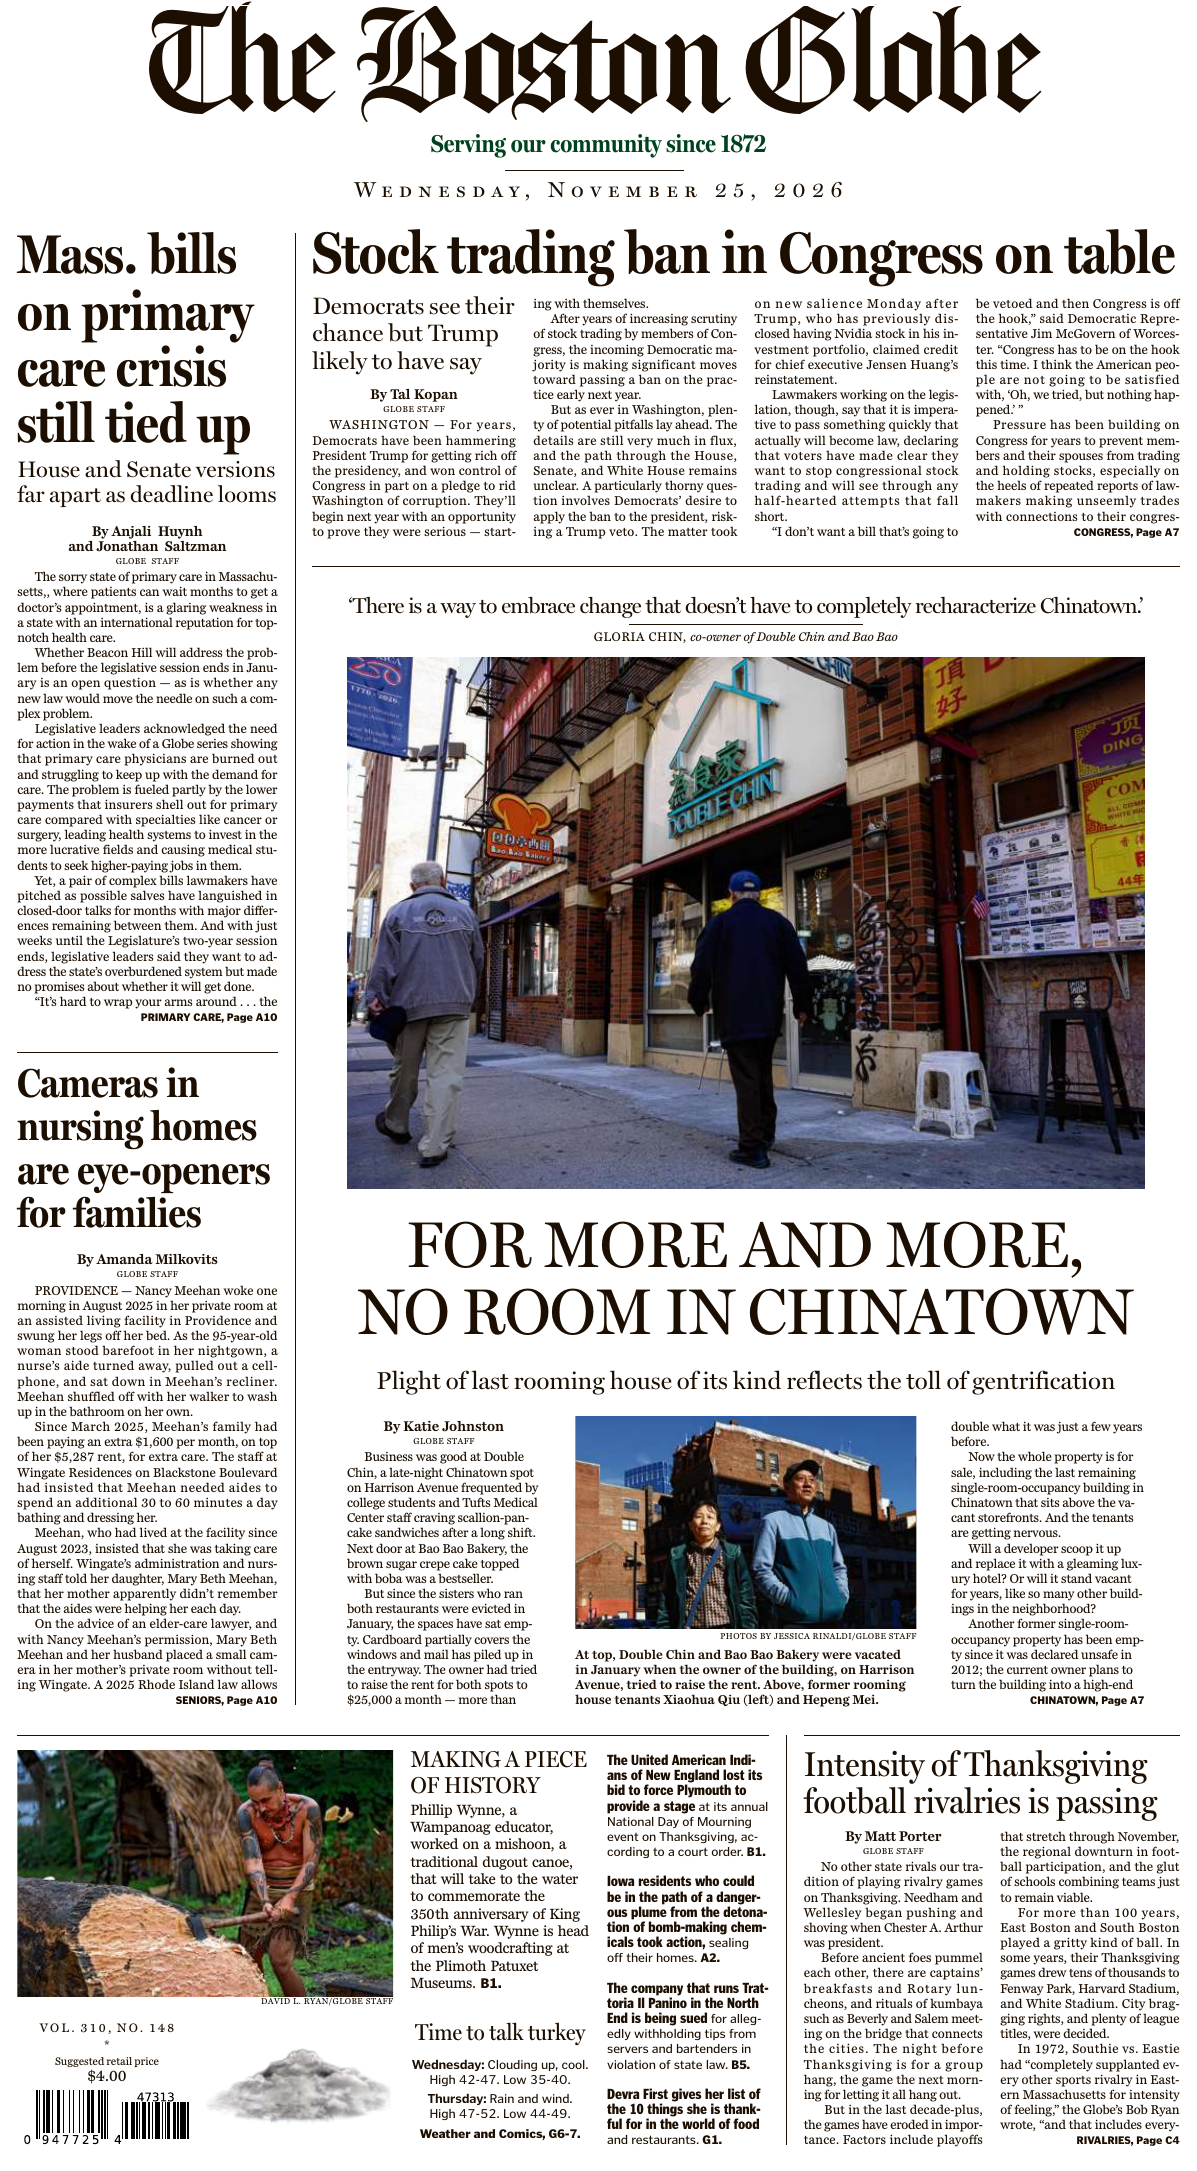 The Boston Globe
Serving our community since 1872
Wednesday, November 25, 2026
Mass. bills
on primary
care crisis
still tied up
House and Senate versions
far apart as deadline looms
By Anjali Huynh
and Jonathan Saltzman
GLOBE STAFF
The sorry state of primary care in Massachu-
setts,, where patients can wait months to get a
doctor's appointment, is a glaring weakness in
a state with an international reputation for top-
notch health care.
Whether Beacon Hill will address the prob-
lem before the legislative session ends in Janu-
ary is an open question — as is whether any
new law would move the needle on such a com-
plex problem.
Legislative leaders acknowledged the need
for action in the wake of a Globe series showing
that primary care physicians are burned out
and struggling to keep up with the demand for
care. The problem is fueled partly by the lower
payments that insurers shell out for primary
care compared with specialties like cancer or
surgery, leading health systems to invest in the
more lucrative fields and causing medical stu-
dents to seek higher-paying jobs in them.
Yet, a pair of complex bills lawmakers have
pitched as possible salves have languished in
closed-door talks for months with major differ-
ences remaining between them. And with just
weeks until the Legislature's two-year session
ends, legislative leaders said they want to ad-
dress the state's overburdened system but made
no promises about whether it will get done.
"It's hard to wrap your arms around . . . the
PRIMARY CARE, Page A10
Cameras in
nursing homes
are eye-openers
for families
By Amanda Milkovits
GLOBE STAFF
PROVIDENCE — Nancy Meehan woke one
morning in August 2025 in her private room at
an assisted living facility in Providence and
swung her legs off her bed. As the 95-year-old
woman stood barefoot in her nightgown, a
nurse's aide turned away, pulled out a cell-
phone, and sat down in Meehan's recliner.
Meehan shuffled off with her walker to wash
up in the bathroom on her own.
Since March 2025, Meehan's family had
been paying an extra $1,600 per month, on top
of her $5,287 rent, for extra care. The staff at
Wingate Residences on Blackstone Boulevard
had insisted that Meehan needed aides to
spend an additional 30 to 60 minutes a day
bathing and dressing her.
Meehan, who had lived at the facility since
August 2023, insisted that she was taking care
of herself. Wingate's administration and nurs-
ing staff told her daughter, Mary Beth Meehan,
that her mother apparently didn't remember
that the aides were helping her each day.
On the advice of an elder-care lawyer, and
with Nancy Meehan's permission, Mary Beth
Meehan and her husband placed a small cam-
era in her mother's private room without tell-
ing Wingate. A 2025 Rhode Island law allows
SENIORS, Page A10
Stock trading ban in Congress on table
Democrats see their
chance but Trump
likely to have say
By Tal Kopan
GLOBE STAFF
WASHINGTON — For years,
Democrats have been hammering
President Trump for getting rich off
the presidency, and won control of
Congress in part on a pledge to rid
Washington of corruption. They'll
begin next year with an opportunity
to prove they were serious — start-
ing with themselves.
After years of increasing scrutiny
of stock trading by members of Con-
gress, the incoming Democratic ma-
jority is making significant moves
toward passing a ban on the prac-
tice early next year.
But as ever in Washington, plen-
ty of potential pitfalls lay ahead. The
details are still very much in flux,
and the path through the House,
Senate, and White House remains
unclear. A particularly thorny ques-
tion involves Democrats' desire to
apply the ban to the president, risk-
ing a Trump veto. The matter took
on new salience Monday after
Trump, who has previously dis-
closed having Nvidia stock in his in-
vestment portfolio, claimed credit
for chief executive Jensen Huang's
reinstatement.
Lawmakers working on the legis-
lation, though, say that it is impera-
tive to pass something quickly that
actually will become law, declaring
that voters have made clear they
want to stop congressional stock
trading and will see through any
half-hearted attempts that fall
short.
"I don't want a bill that's going to
be vetoed and then Congress is off
the hook," said Democratic Repre-
sentative Jim McGovern of Worces-
ter. "Congress has to be on the hook
this time. I think the American peo-
ple are not going to be satisfied
with, 'Oh, we tried, but nothing hap-
pened.' "
Pressure has been building on
Congress for years to prevent mem-
bers and their spouses from trading
and holding stocks, especially on
the heels of repeated reports of law-
makers making unseemly trades
with connections to their congres-
CONGRESS, Page A7
'There is a way to embrace change that doesn't have to completely recharacterize Chinatown.'
GLORIA CHIN, co-owner of Double Chin and Bao Bao
1776 - 2026
包包亭西餅
Bao Bao Bakery
為食家
DOUBLE CHIN
CHIN
頂好
顶
DING
COM
44年
FOR MORE AND MORE,
NO ROOM IN CHINATOWN
Plight of last rooming house of its kind reflects the toll of gentrification
By Katie Johnston
GLOBE STAFF
Business was good at Double
Chin, a late-night Chinatown spot
on Harrison Avenue frequented by
college students and Tufts Medical
Center staff craving scallion-pan-
cake sandwiches after a long shift.
Next door at Bao Bao Bakery, the
brown sugar crepe cake topped
with boba was a bestseller.
But since the sisters who ran
both restaurants were evicted in
January, the spaces have sat emp-
ty. Cardboard partially covers the
windows and mail has piled up in
the entryway. The owner had tried
to raise the rent for both spots to
$25,000 a month — more than
PHOTOS BY JESSICA RINALDI/GLOBE STAFF
At top, Double Chin and Bao Bao Bakery were vacated
in January when the owner of the building, on Harrison
Avenue, tried to raise the rent. Above, former rooming
house tenants Xiaohua Qiu (left) and Hepeng Mei.
double what it was just a few years
before.
Now the whole property is for
sale, including the last remaining
single-room-occupancy building in
Chinatown that sits above the va-
cant storefronts. And the tenants
are getting nervous.
Will a developer scoop it up
and replace it with a gleaming lux-
ury hotel? Or will it stand vacant
for years, like so many other build-
ings in the neighborhood?
Another former single-room-
occupancy property has been emp-
ty since it was declared unsafe in
2012; the current owner plans to
turn the building into a high-end
CHINATOWN, Page A7
DAVID L. RYAN/GLOBE STAFF
MAKING A PIECE
OF HISTORY
Phillip Wynne, a
Wampanoag educator,
worked on a mishoon, a
traditional dugout canoe,
that will take to the water
to commemorate the
350th anniversary of King
Philip's War. Wynne is head
of men's woodcrafting at
the Plimoth Patuxet
Museums. B1.
VOL. 310, NO. 148
*
Suggested retail price
$4.00
47313
0 947725 4
Time to talk turkey
Wednesday: Clouding up, cool.
High 42-47. Low 35-40.
Thursday: Rain and wind.
High 47-52. Low 44-49.
Weather and Comics, G6-7.
The United American Indi-
ans of New England lost its
bid to force Plymouth to
provide a stage at its annual
National Day of Mourning
event on Thanksgiving, ac-
cording to a court order. B1.
Iowa residents who could
be in the path of a danger-
ous plume from the detona-
tion of bomb-making chem-
icals took action, sealing
off their homes. A2.
The company that runs Trat-
toria Il Panino in the North
End is being sued for alleg-
edly withholding tips from
servers and bartenders in
violation of state law. B5.
Devra First gives her list of
the 10 things she is thank-
ful for in the world of food
and restaurants. G1.
Intensity of Thanksgiving
football rivalries is passing
By Matt Porter
GLOBE STAFF
No other state rivals our tra-
dition of playing rivalry games
on Thanksgiving. Needham and
Wellesley began pushing and
shoving when Chester A. Arthur
was president.
Before ancient foes pummel
each other, there are captains'
breakfasts and Rotary lun-
cheons, and rituals of kumbaya
such as Beverly and Salem meet-
ing on the bridge that connects
the cities. The night before
Thanksgiving is for a group
hang, the game the next morn-
ing for letting it all hang out.
But in the last decade-plus,
the games have eroded in impor-
tance. Factors include playoffs
that stretch through November,
the regional downturn in foot-
ball participation, and the glut
of schools combining teams just
to remain viable.
For more than 100 years,
East Boston and South Boston
played a gritty kind of ball. In
some years, their Thanksgiving
games drew tens of thousands to
Fenway Park, Harvard Stadium,
and White Stadium. City brag-
ging rights, and plenty of league
titles, were decided.
In 1972, Southie vs. Eastie
had "completely supplanted ev-
ery other sports rivalry in East-
ern Massachusetts for intensity
of feeling," the Globe's Bob Ryan
wrote, "and that includes every-
RIVALRIES, Page C4